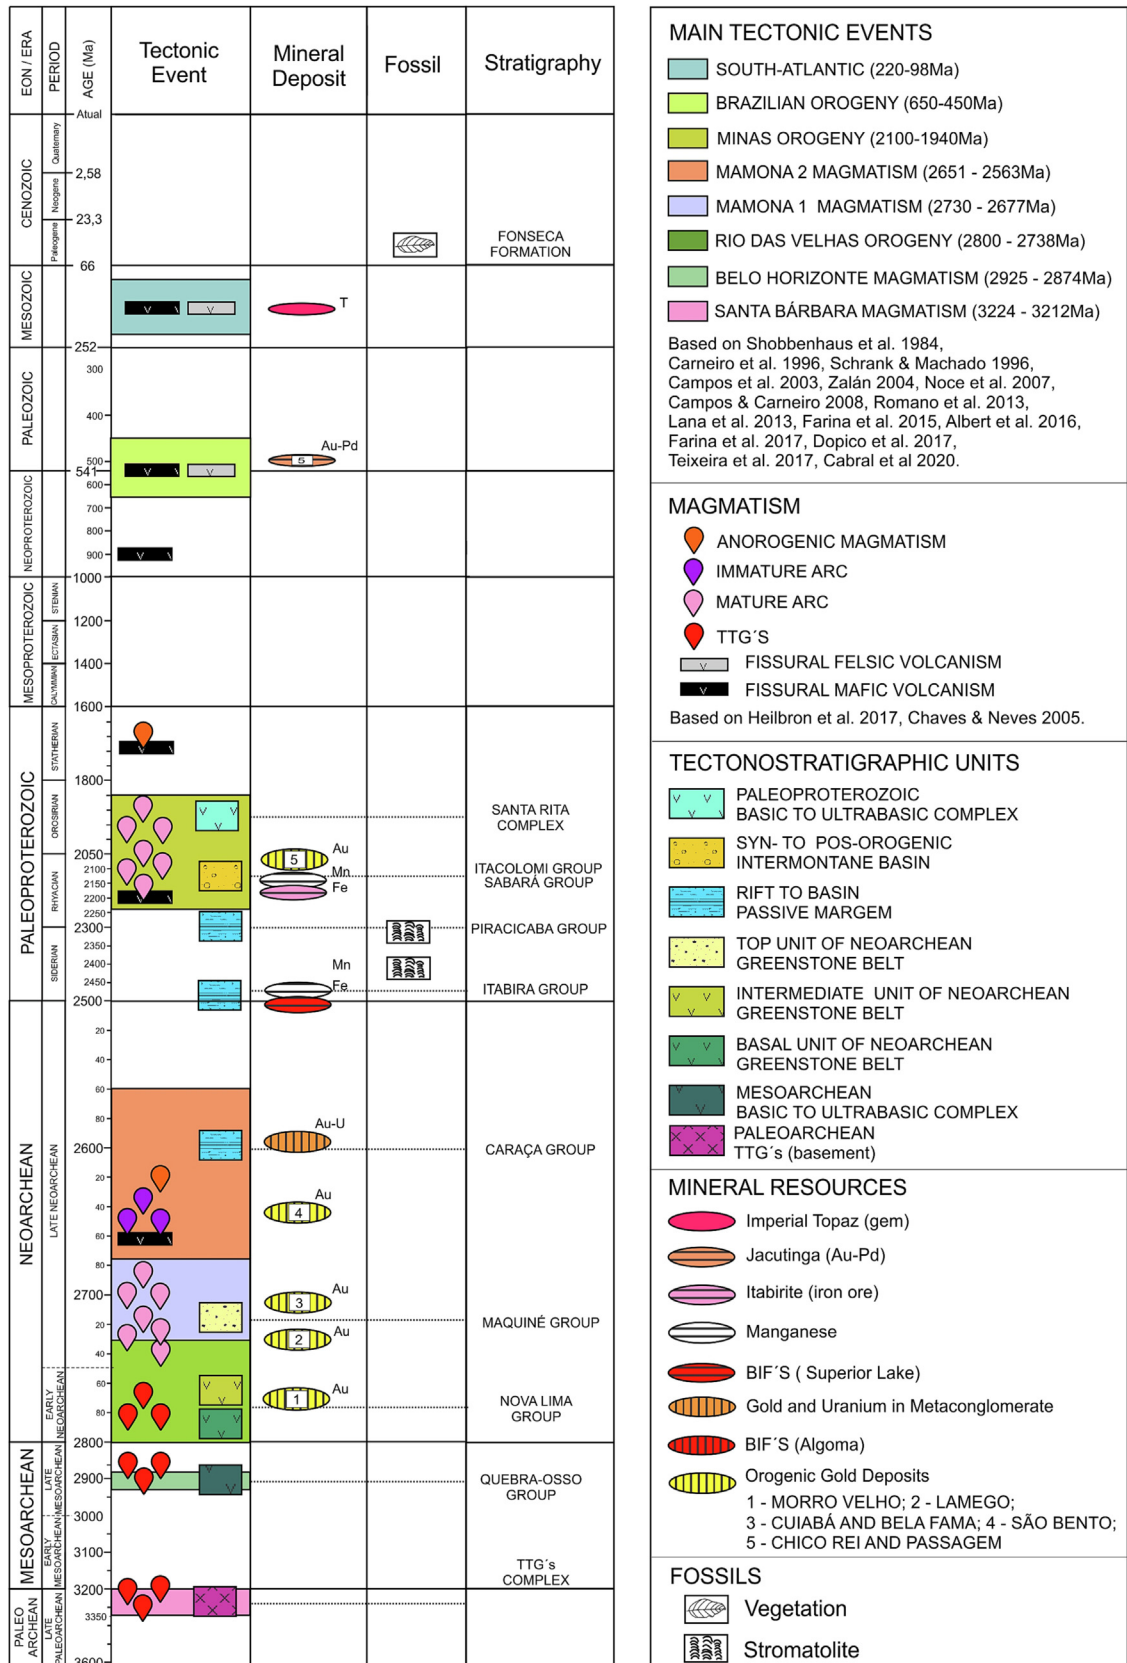 EON / ERA
PERIOD
AGE (Ma)
Tectonic
Event
Mineral
Deposit
Fossil
Stratigraphy
Atual
CENOZOIC
Quaternary
2,58
Neogene
23,3
Paleogene
FONSECA
FORMATION
66
MESOZOIC
T
252
PALEOZOIC
300
400
Au-Pd
500
5
541
NEOPROTEROZOIC
600
700
800
900
1000
MESOPROTEROZOIC
STENIAN
1200
ECTASIAN
1400
CALYMMIAN
1600
PALEOPROTEROZOIC
STATHERIAN
1800
OROSIRIAN
SANTA RITA
COMPLEX
2050
Au
5
RHYACIAN
2100
Mn
ITACOLOMI GROUP
2150
Fe
SABARÁ GROUP
2200
2250
2300
PIRACICABA GROUP
SIDERIAN
2350
2400
Mn
2450
Fe
ITABIRA GROUP
2500
NEOARCHEAN
LATE NEOARCHEAN
20
40
60
80
Au-U
2600
CARAÇA GROUP
20
Au
40
4
60
80
2700
Au
3
20
MAQUINÉ GROUP
Au
2
40
EARLY
NEOARCHEAN
60
Au
1
80
NOVA LIMA
GROUP
2800
MESOARCHEAN
LATE
MESOARCHEAN
2900
QUEBRA-OSSO
GROUP
3000
EARLY
MESOARCHEAN
3100
TTG´s
COMPLEX
3200
PALEO
ARCHEAN
LATE
PALEOARCHEAN
3350
3600
MAIN TECTONIC EVENTS
SOUTH-ATLANTIC (220-98Ma)
BRAZILIAN OROGENY (650-450Ma)
MINAS OROGENY (2100-1940Ma)
MAMONA 2 MAGMATISM (2651 - 2563Ma)
MAMONA 1 MAGMATISM (2730 - 2677Ma)
RIO DAS VELHAS OROGENY (2800 - 2738Ma)
BELO HORIZONTE MAGMATISM (2925 - 2874Ma)
SANTA BÁRBARA MAGMATISM (3224 - 3212Ma)
Based on Shobbenhaus et al. 1984,
Carneiro et al. 1996, Schrank & Machado 1996,
Campos et al. 2003, Zalán 2004, Noce et al. 2007,
Campos & Carneiro 2008, Romano et al. 2013,
Lana et al. 2013, Farina et al. 2015, Albert et al. 2016,
Farina et al. 2017, Dopico et al. 2017,
Teixeira et al. 2017, Cabral et al 2020.
MAGMATISM
ANOROGENIC MAGMATISM
IMMATURE ARC
MATURE ARC
TTG´S
FISSURAL FELSIC VOLCANISM
FISSURAL MAFIC VOLCANISM
Based on Heilbron et al. 2017, Chaves & Neves 2005.
TECTONOSTRATIGRAPHIC UNITS
PALEOPROTEROZOIC
BASIC TO ULTRABASIC COMPLEX
SYN- TO POS-OROGENIC
INTERMONTANE BASIN
RIFT TO BASIN
PASSIVE MARGEM
TOP UNIT OF NEOARCHEAN
GREENSTONE BELT
INTERMEDIATE UNIT OF NEOARCHEAN
GREENSTONE BELT
BASAL UNIT OF NEOARCHEAN
GREENSTONE BELT
MESOARCHEAN
BASIC TO ULTRABASIC COMPLEX
PALEOARCHEAN
TTG´s (basement)
MINERAL RESOURCES
Imperial Topaz (gem)
Jacutinga (Au-Pd)
Itabirite (iron ore)
Manganese
BIF´S ( Superior Lake)
Gold and Uranium in Metaconglomerate
BIF´S (Algoma)
Orogenic Gold Deposits
1 - MORRO VELHO; 2 - LAMEGO;
3 - CUIABÁ AND BELA FAMA; 4 - SÃO BENTO;
5 - CHICO REI AND PASSAGEM
FOSSILS
Vegetation
Stromatolite